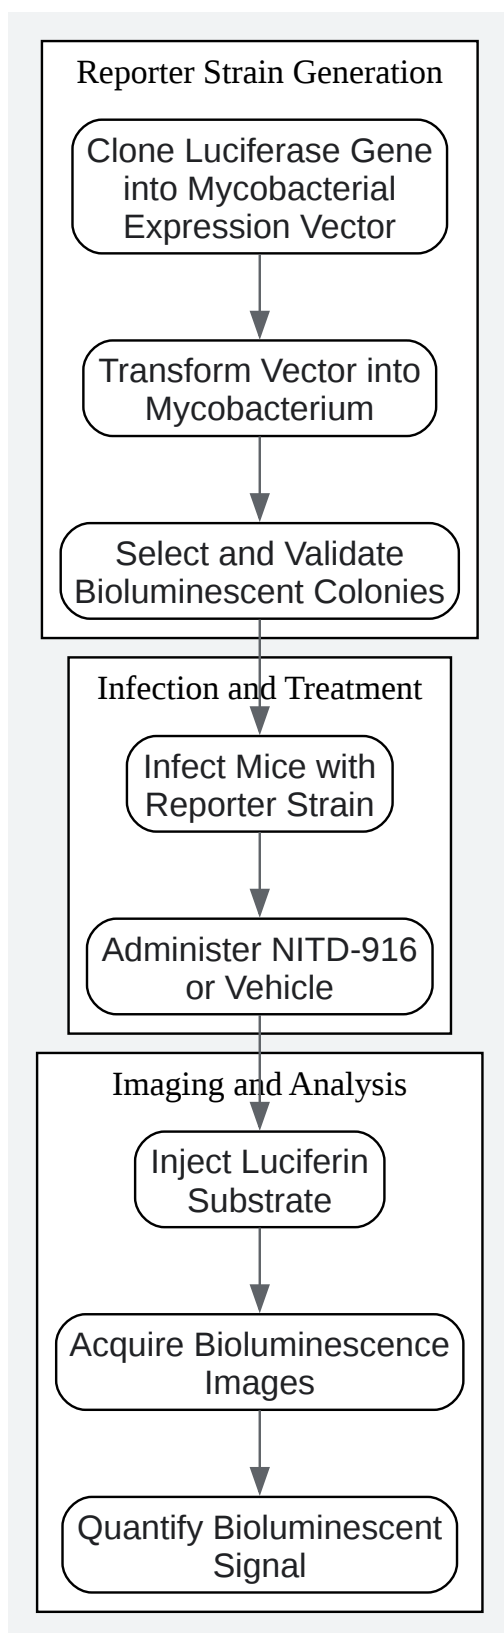 Reporter Strain Generation
Clone Luciferase Gene
into Mycobacterial
Expression Vector
Transform Vector into
Mycobacterium
Select and Validate
Bioluminescent Colonies
Infection and Treatment
Infect Mice with
Reporter Strain
Administer NITD-916
or Vehicle
Imaging and Analysis
Inject Luciferin
Substrate
Acquire Bioluminescence
Images
Quantify Bioluminescent
Signal